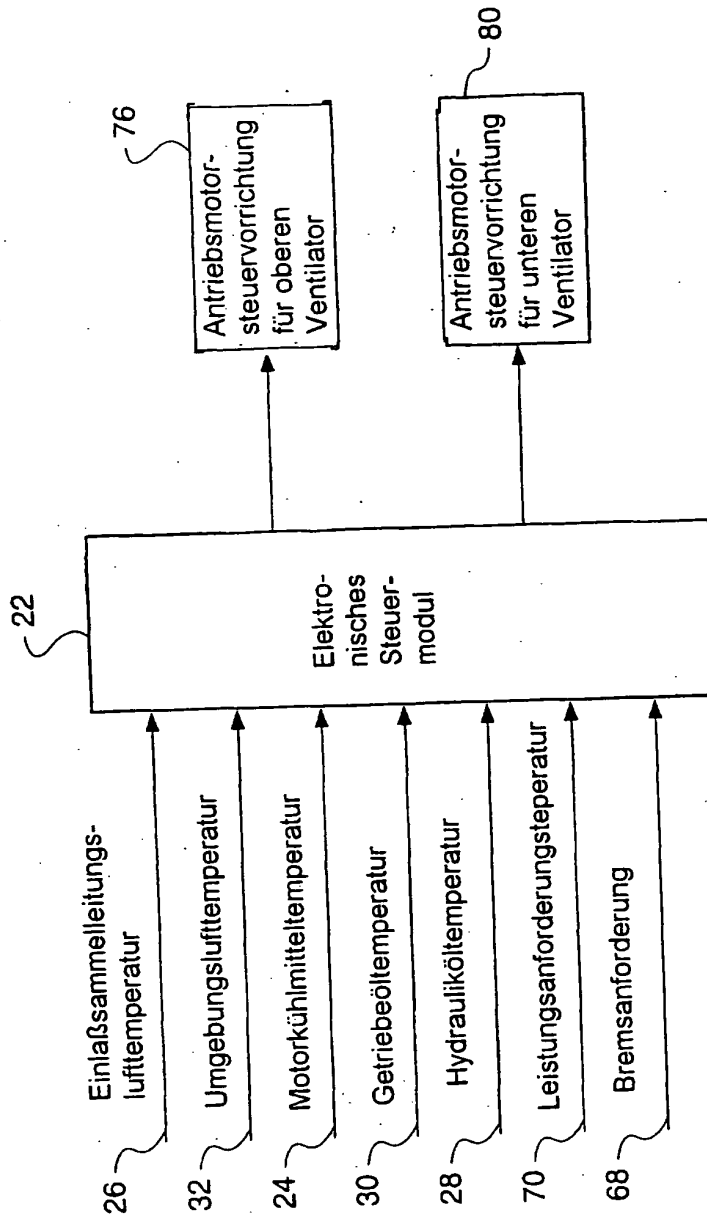 26
Einlaßsammelleitungs-
lufttemperatur
32
Umgebungslufttemperatur
24
Motorkühlmitteltemperatur
30
Getriebeöltemperatur
28
Hydrauliköltemperatur
70
Leistungsanforderungsteperatur
68
Bremsanforderung
22
Elektro-
nisches
Steuer-
modul
76
Antriebsmotor-
steuervorrichtung
für oberen
Ventilator
80
Antriebsmotor-
steuervorrichtung
für unteren
Ventilator